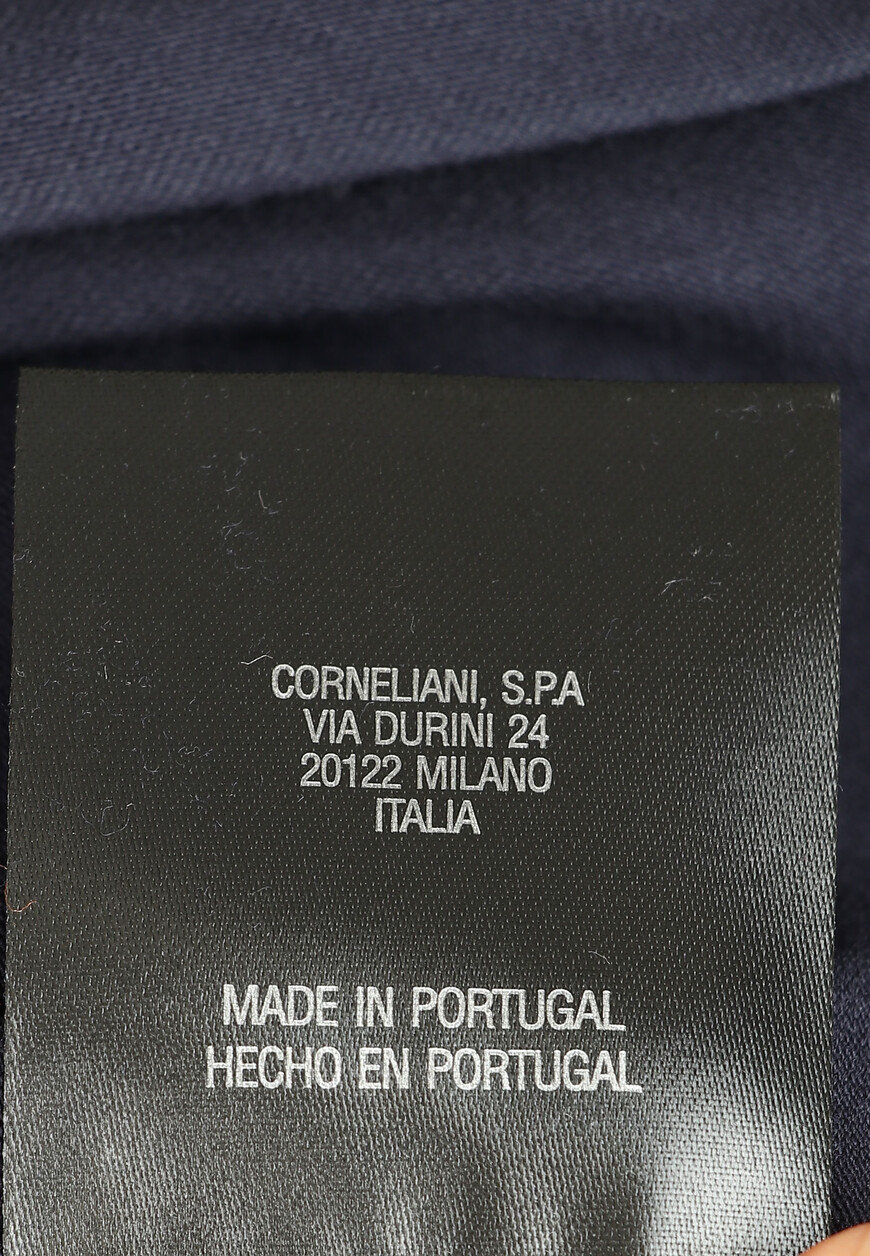 CORNELIANI, S.P.A
VIA DURINI 24
20122 MILANO
ITALIA
MADE IN PORTUGAL
HECHO EN PORTUGAL